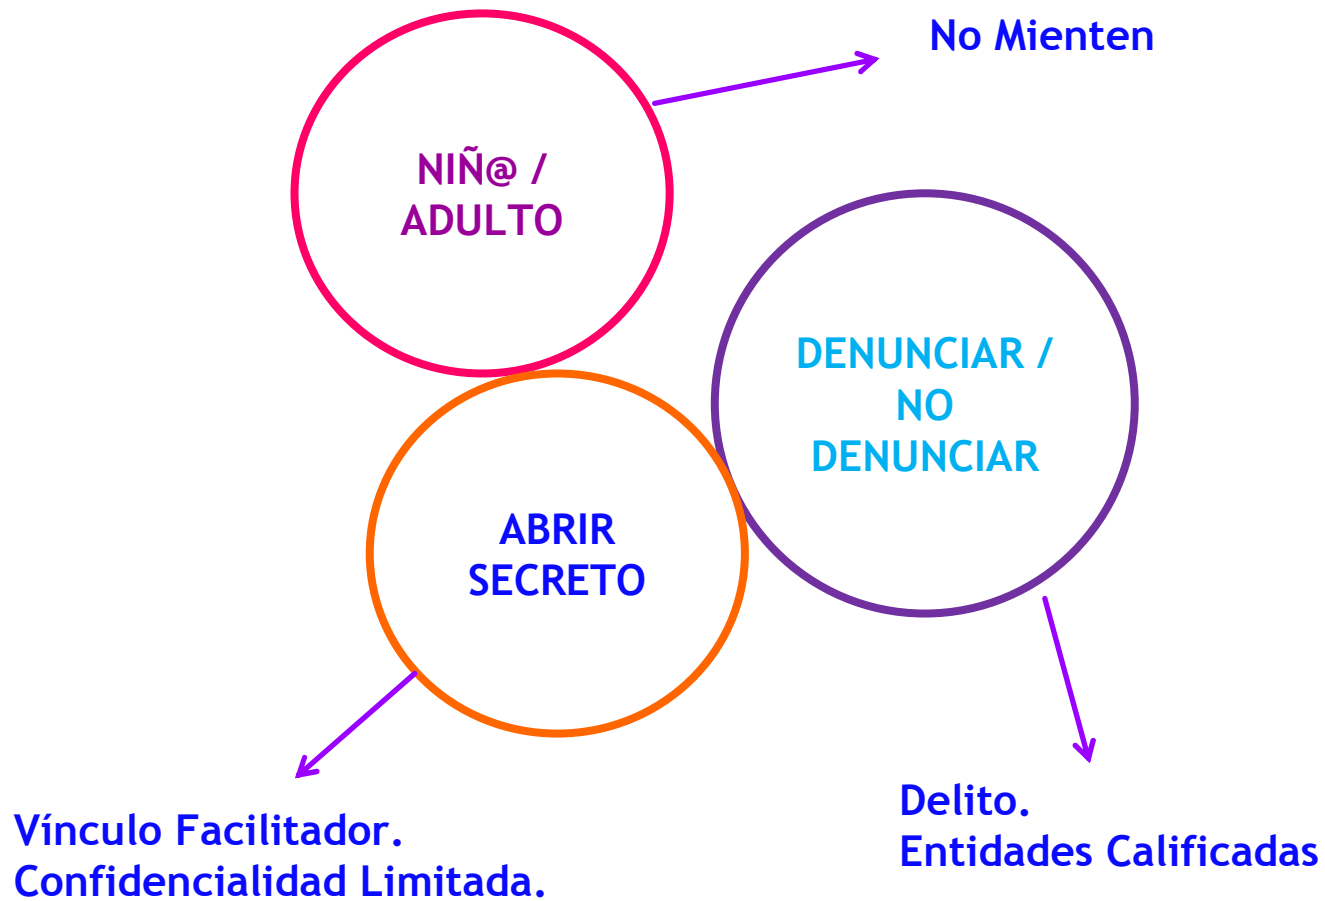 No Mienten
NIÑ@ /
ADULTO
DENUNCIAR /
NO
DENUNCIAR
ABRIR
SECRETO
Vínculo Facilitador.
Confidencialidad Limitada.
Delito.
Entidades Calificadas